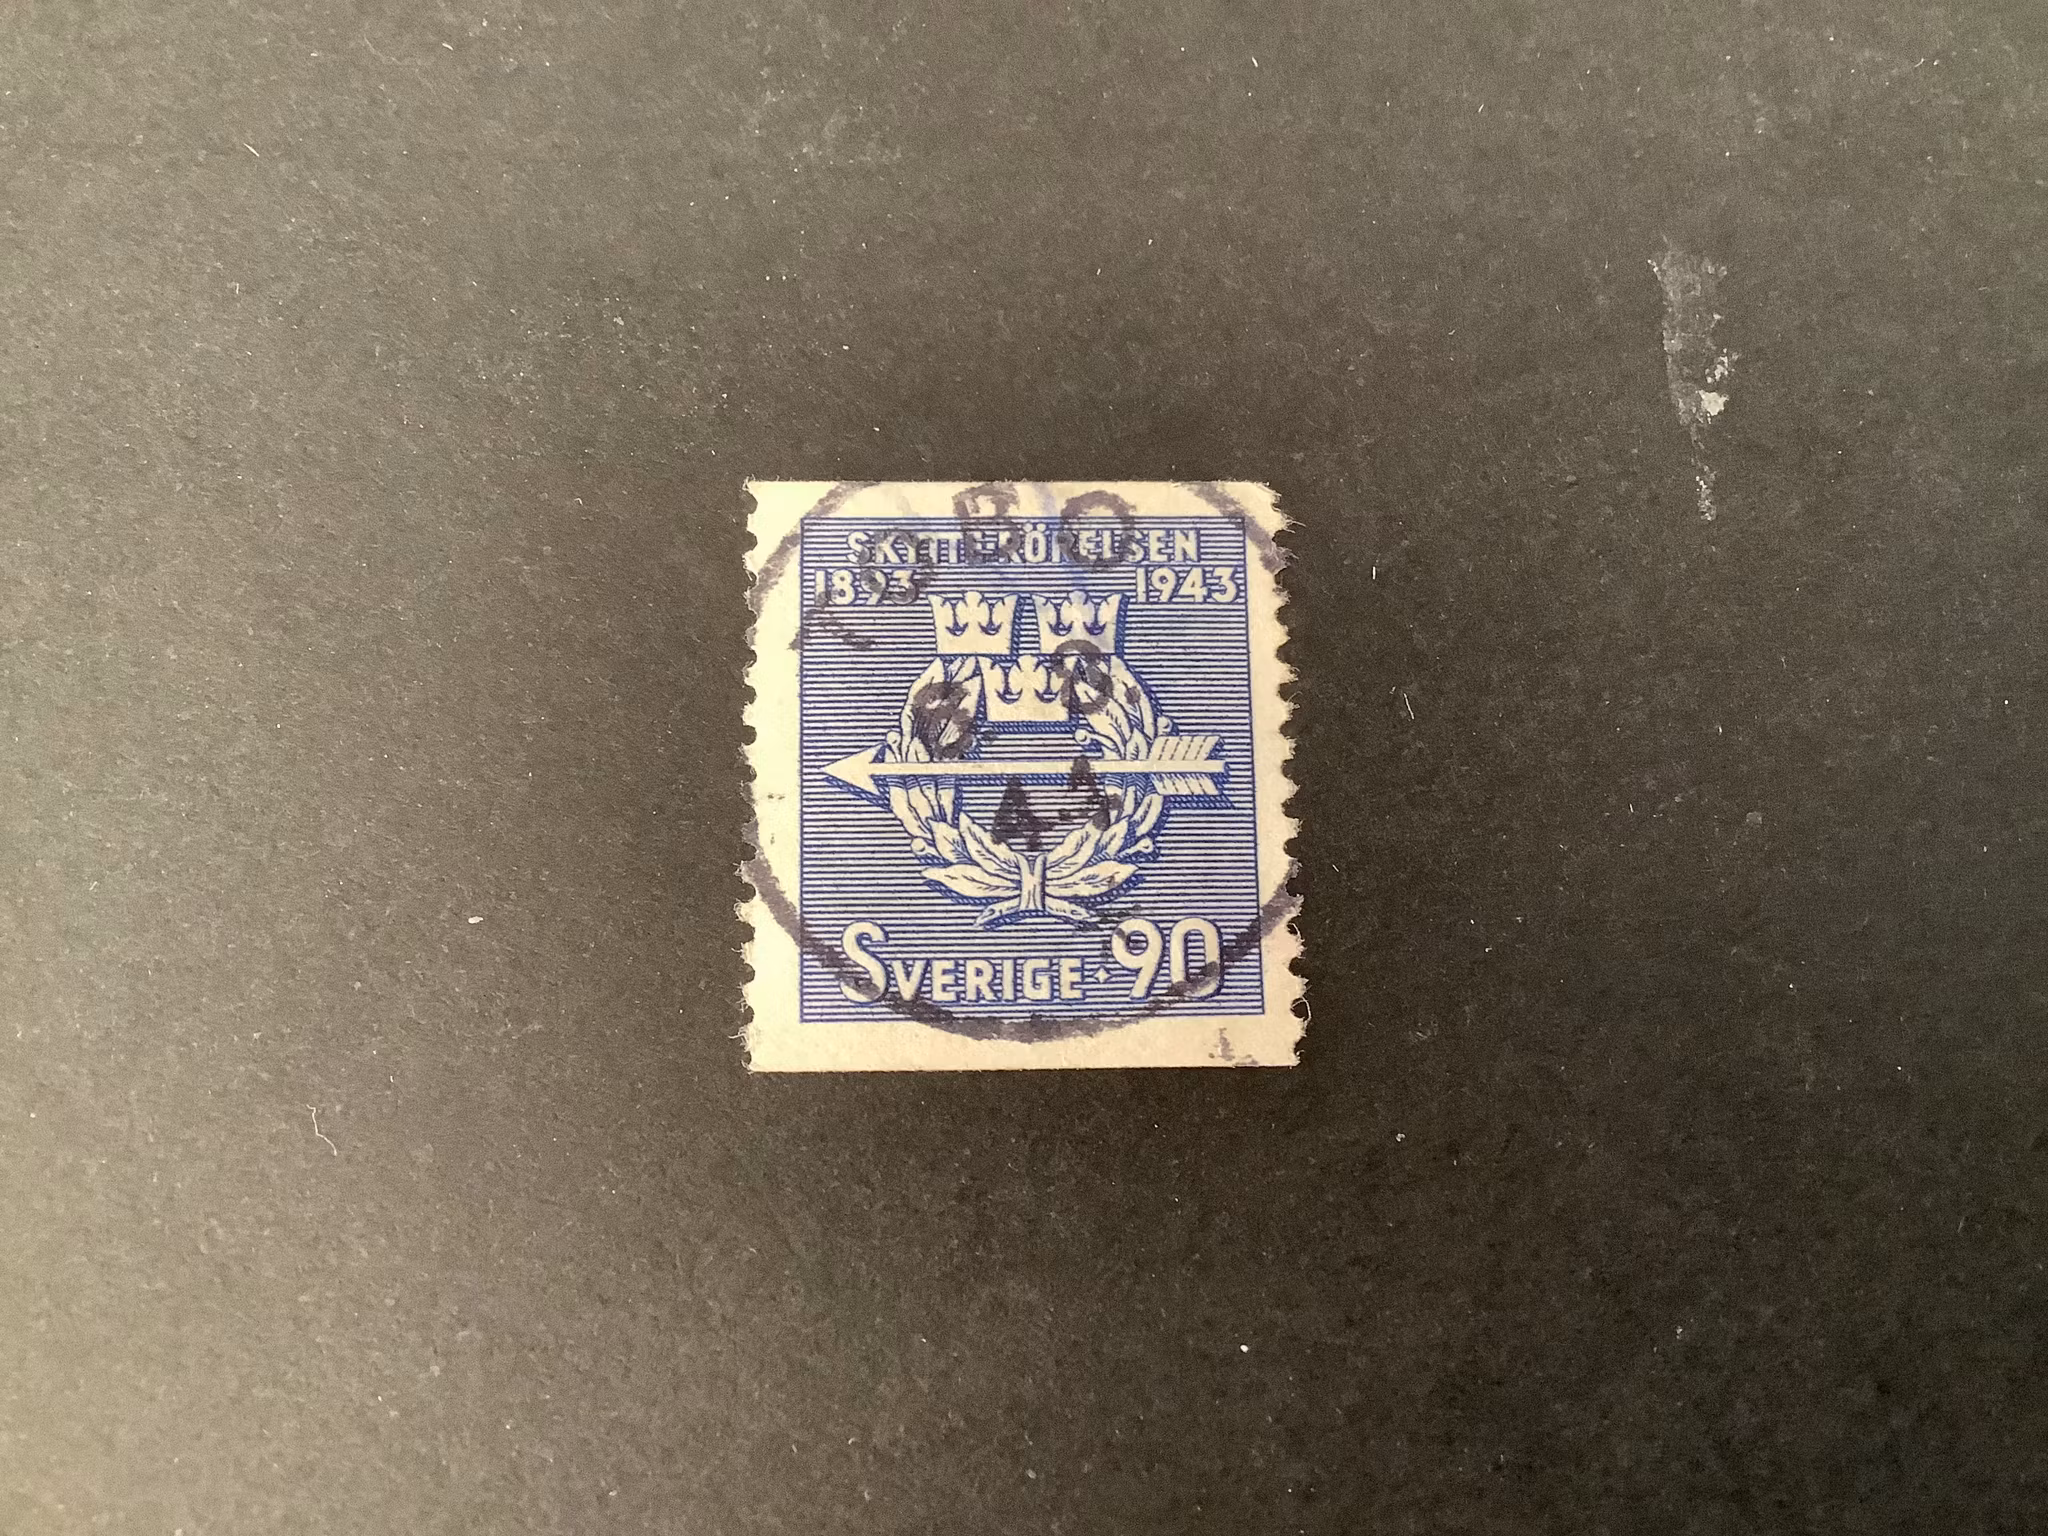 SKYTTERÖRELSEN
1893 1943
SVERIGE · 90